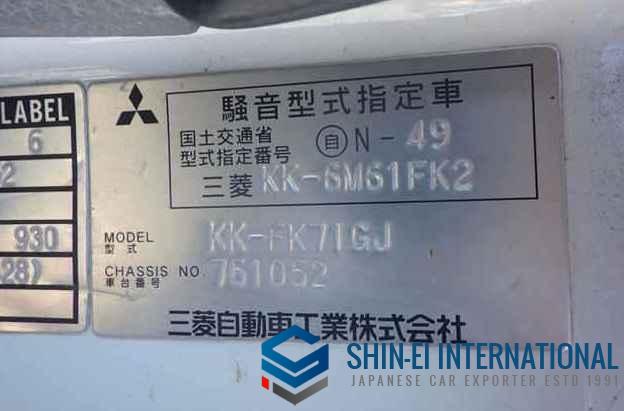 LABEL
6
2
930
28)
騒音型式指定車
国土交通省
型式指定番号
自 N - 49
三菱 KK-6M61FK2
MODEL
型式
KK-FK71GJ
CHASSIS NO.
車台番号
751052
三菱自動車工業株式会社
SHIN-EI INTERNATIONAL
JAPANESE CAR EXPORTER ESTD 1991